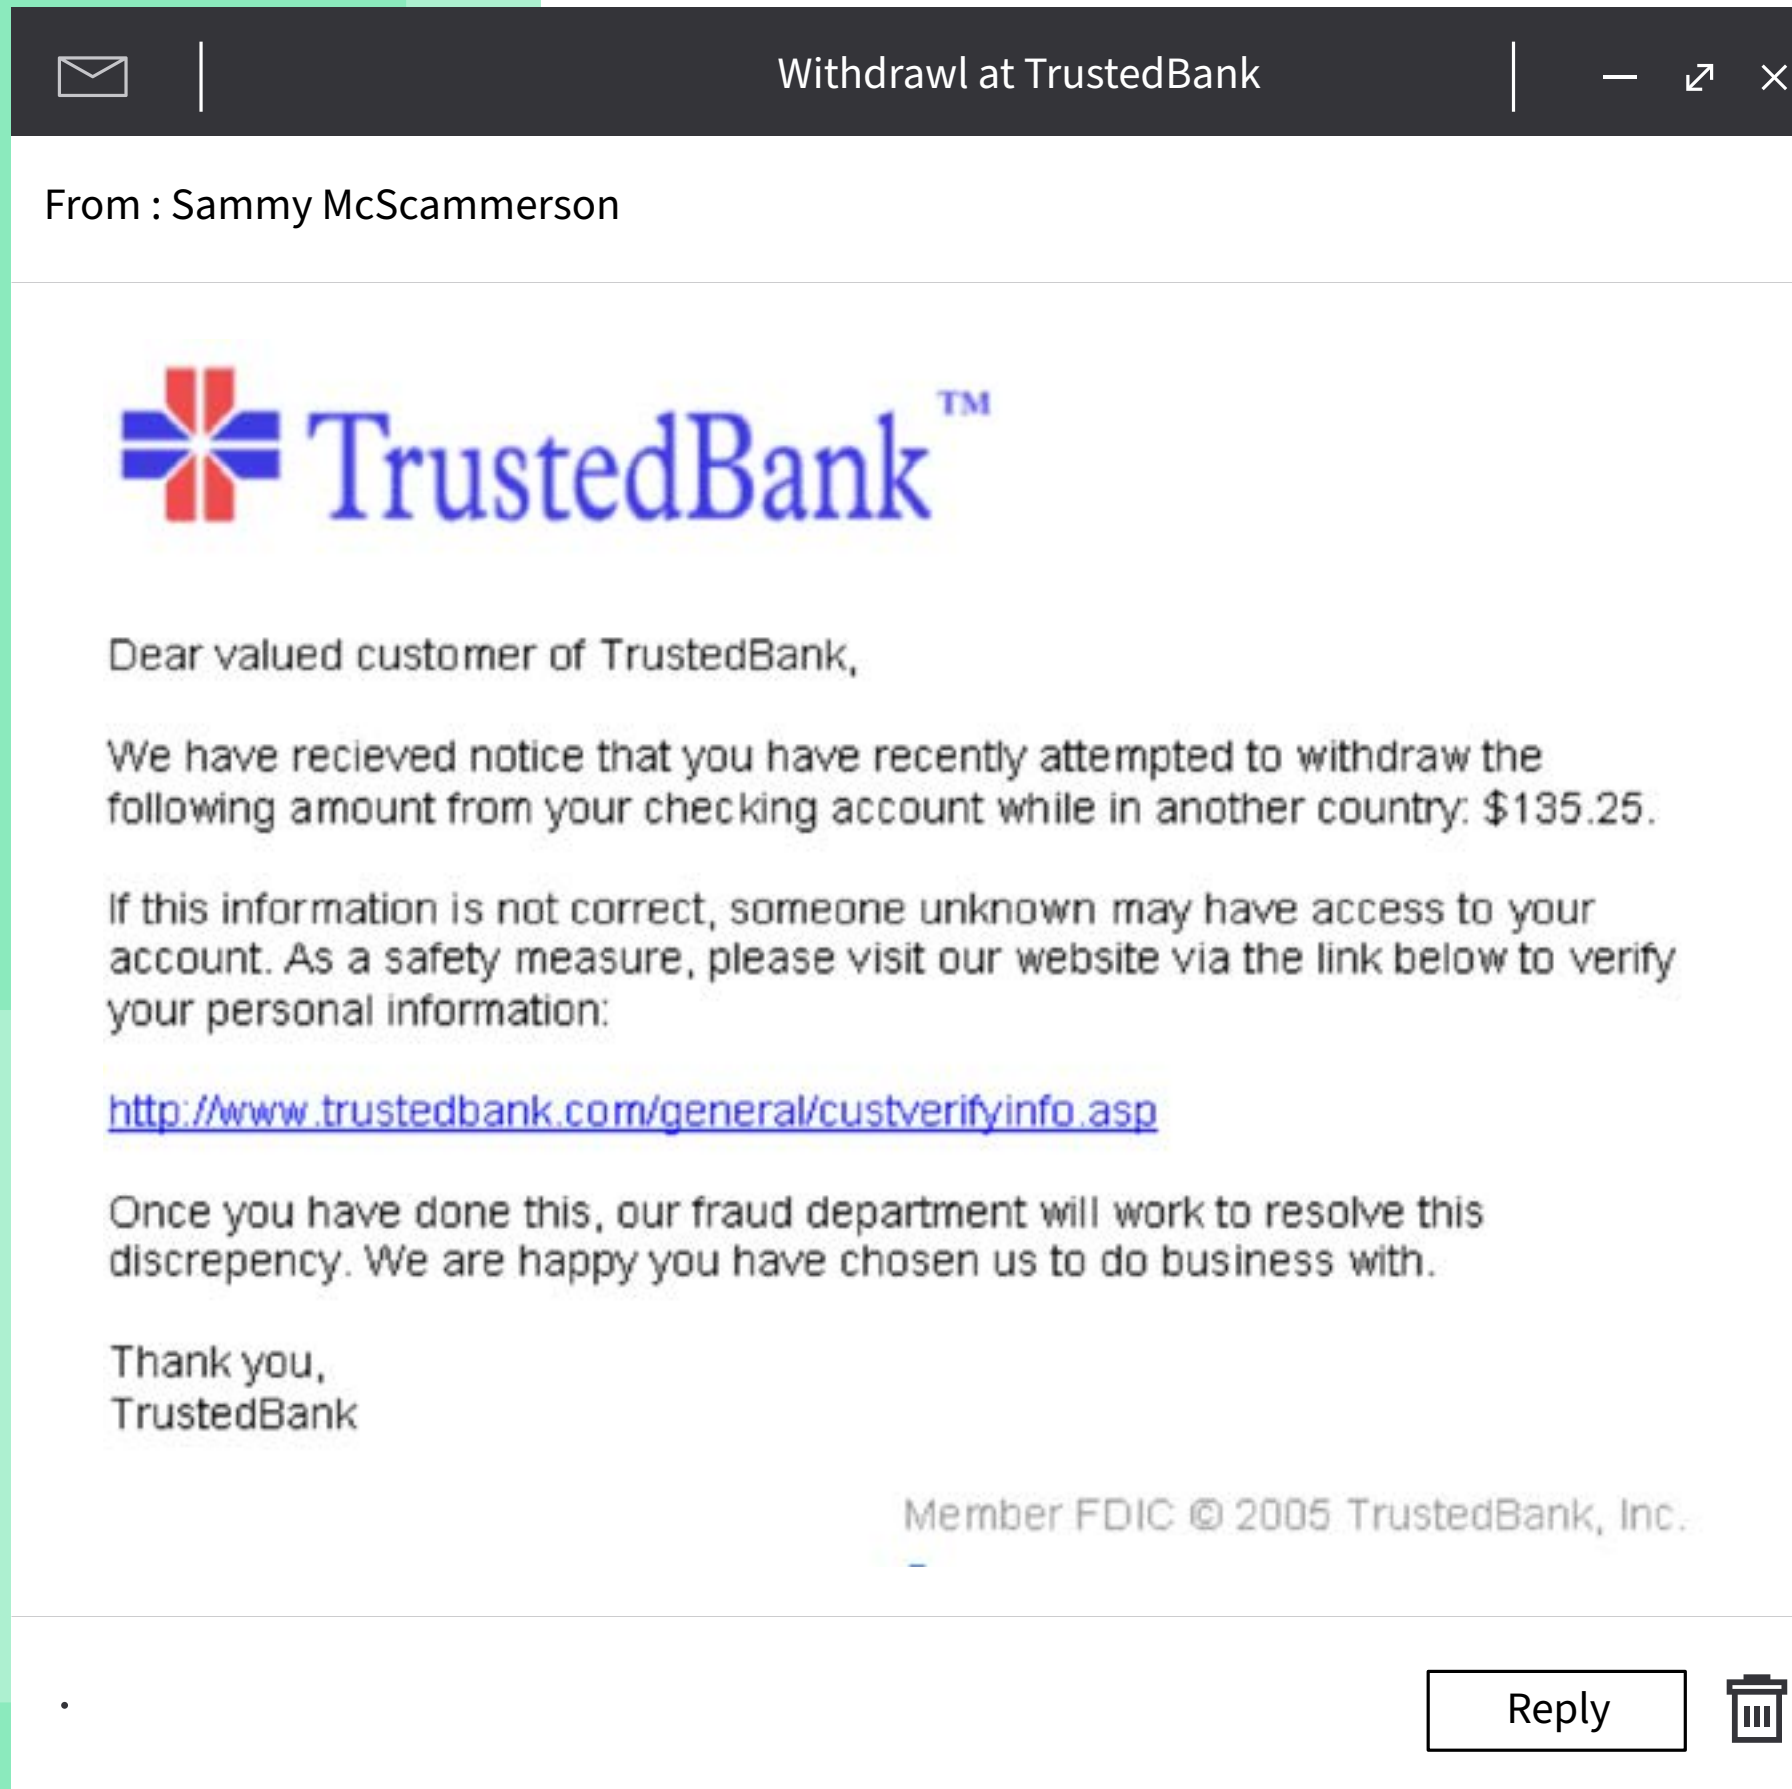 Withdrawl at TrustedBank
From : Sammy McScammerson
TrustedBank™
Dear valued customer of TrustedBank,
We have recieved notice that you have recently attempted to withdraw the
following amount from your checking account while in another country: $135.25.
If this information is not correct, someone unknown may have access to your
account. As a safety measure, please visit our website via the link below to verify
your personal information:
http://www.trustedbank.com/general/custverifyinfo.asp
Once you have done this, our fraud department will work to resolve this
discrepency. We are happy you have chosen us to do business with.
Thank you,
TrustedBank
Member FDIC © 2005 TrustedBank, Inc.
Reply